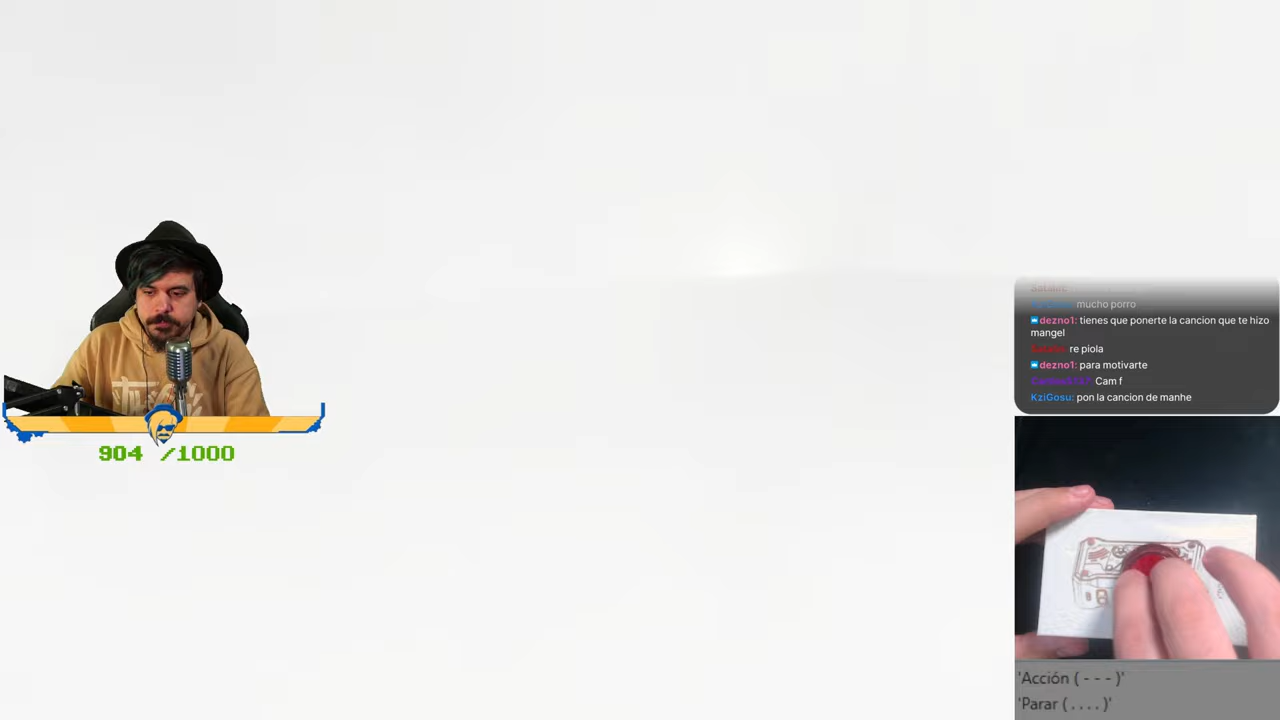 904 /1000
mucho porro
dezno1: tienes que ponerte la cancion que te hizo
mangel
re piola
dezno1: para motivarte
Cam f
KziGosu: pon la cancion de manhe
'Acción ( - - - )'
'Parar ( . . . . )'